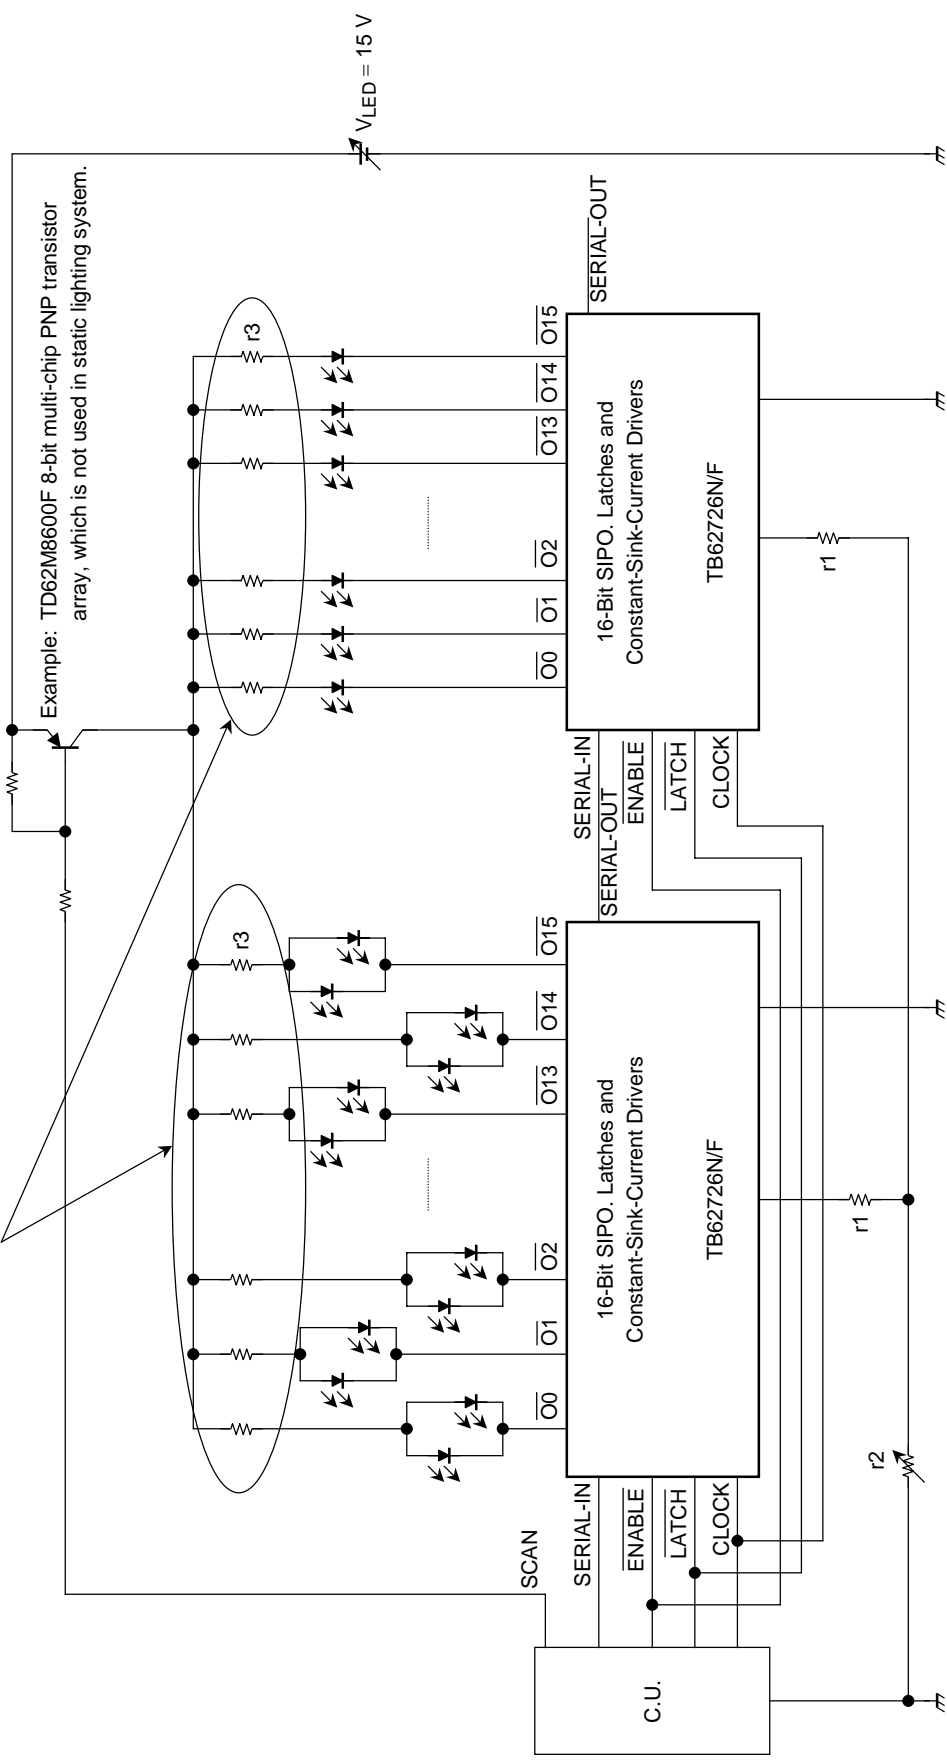 Example: TD62M8600F 8-bit multi-chip PNP transistor
array, which is not used in static lighting system.
VLED = 15 V
r3
r3
O0
O1
O2
O13
O14
O15
O0
O1
O2
O13
O14
O15
SCAN
C.U.
SERIAL-IN
ENABLE
LATCH
CLOCK
16-Bit SIPO. Latches and
Constant-Sink-Current Drivers
TB62726N/F
SERIAL-OUT
SERIAL-IN
ENABLE
LATCH
CLOCK
16-Bit SIPO. Latches and
Constant-Sink-Current Drivers
TB62726N/F
SERIAL-OUT
r1
r1
r2